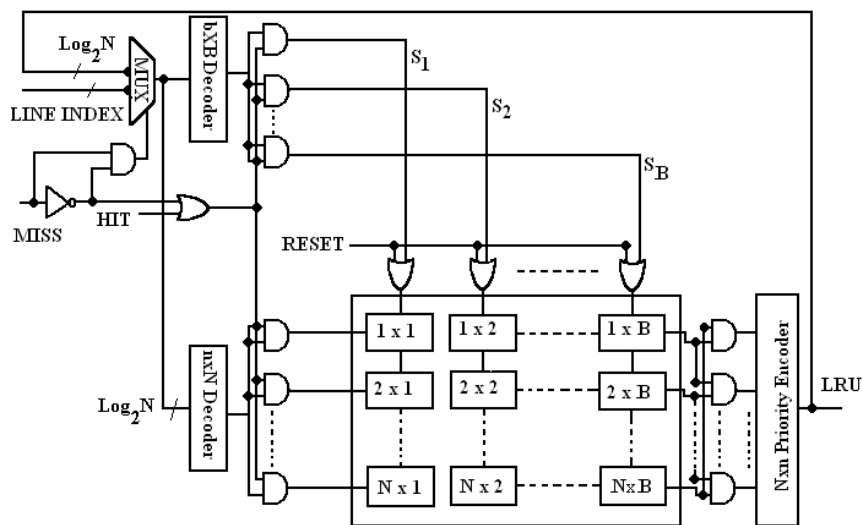 Log2N
LINE INDEX
MUX
bXB Decoder
S1
S2
SB
MISS
HIT
RESET
1 x 1
1 x 2
1 x B
2 x 1
2 x 2
2 x B
N x 1
N x 2
NxB
Log2N
nxN Decoder
Nxn Priority Encoder
LRU